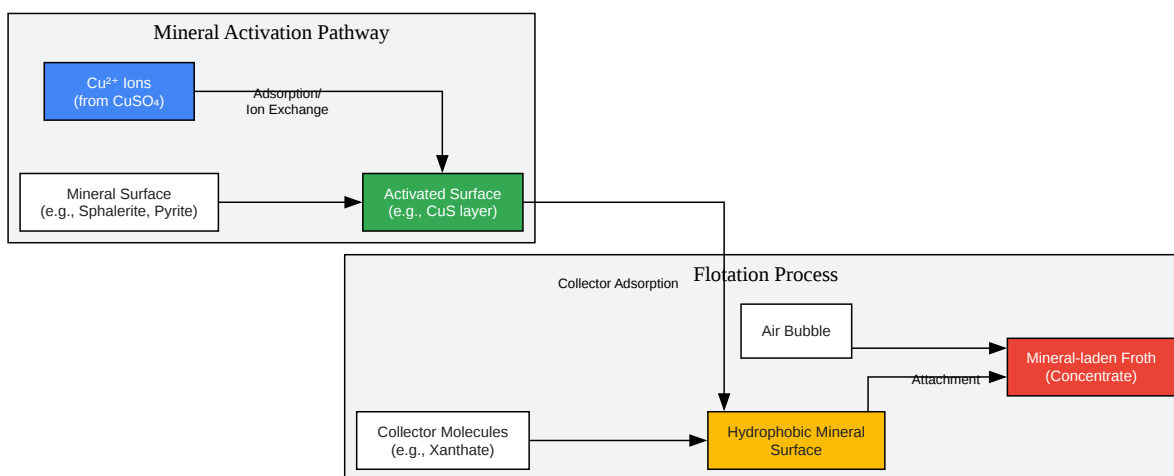 Mineral Activation Pathway
Cu²⁺ Ions
(from CuSO₄)
Adsorption/
Ion Exchange
Mineral Surface
(e.g., Sphalerite, Pyrite)
Activated Surface
(e.g., CuS layer)
Flotation Process
Collector Adsorption
Air Bubble
Mineral-laden Froth
(Concentrate)
Attachment
Collector Molecules
(e.g., Xanthate)
Hydrophobic Mineral
Surface